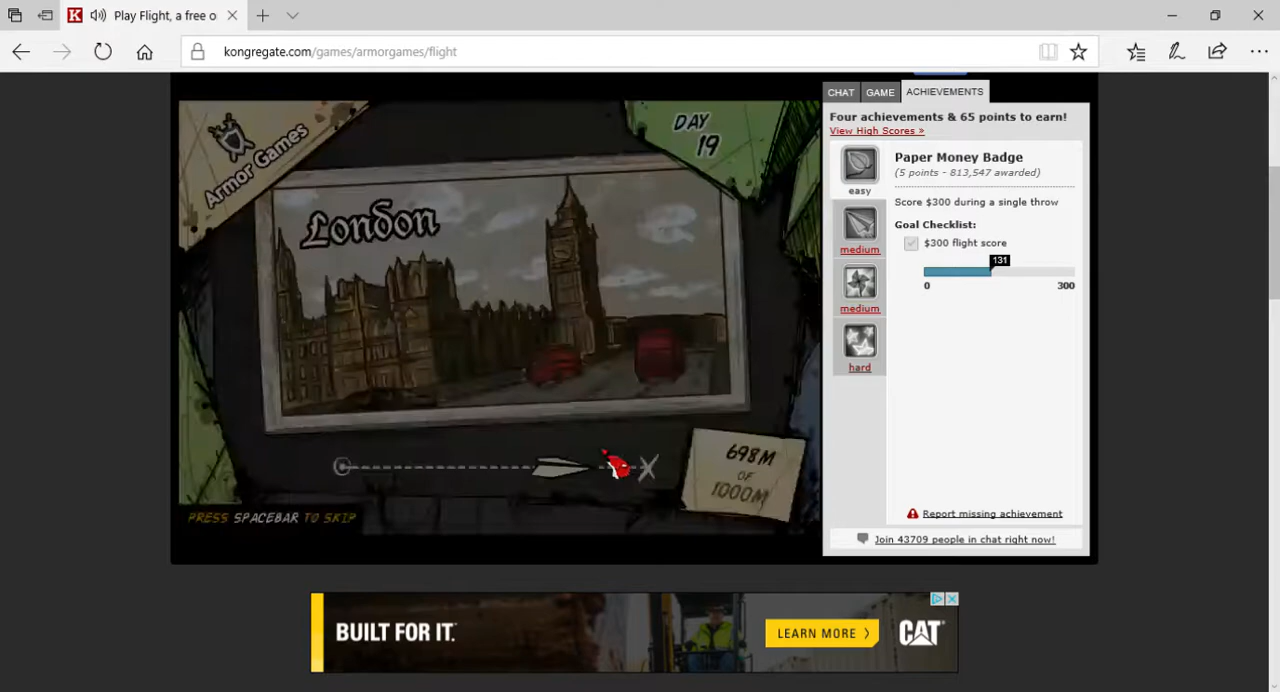 Play Flight, a free o
kongregate.com/games/armorgames/flight
Armor Games
DAY
19
London
698M
OF
1000M
PRESS SPACEBAR TO SKIP
CHAT GAME ACHIEVEMENTS
Four achievements & 65 points to earn!
View High Scores »
easy
medium
medium
hard
Paper Money Badge
(5 points - 813,547 awarded)
Score $300 during a single throw
Goal Checklist:
$300 flight score
131
0 300
Report missing achievement
Join 43709 people in chat right now!
BUILT FOR IT.™
LEARN MORE
CAT